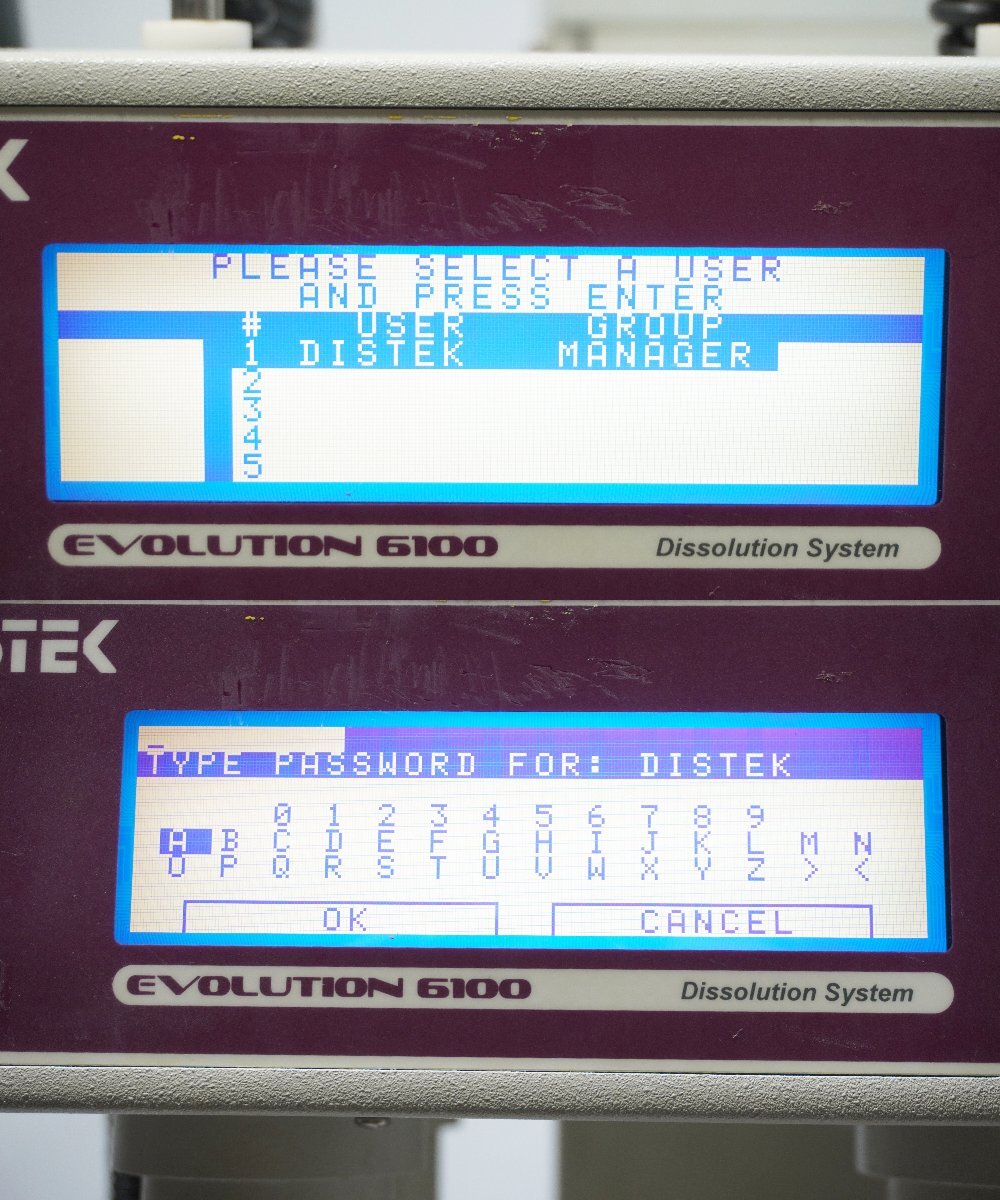 K
PLEASE SELECT A USER
AND PRESS ENTER
# USER GROUP
1 DISTEK MANAGER
2
3
4
5
EVOLUTION 6100 Dissolution System
STEK
TYPE PASSWORD FOR: DISTEK
0 1 2 3 4 5 6 7 8 9
A B C D E F G H I J K L M N
O P Q R S T U V W X Y Z > <
OK CANCEL
EVOLUTION 6100 Dissolution System